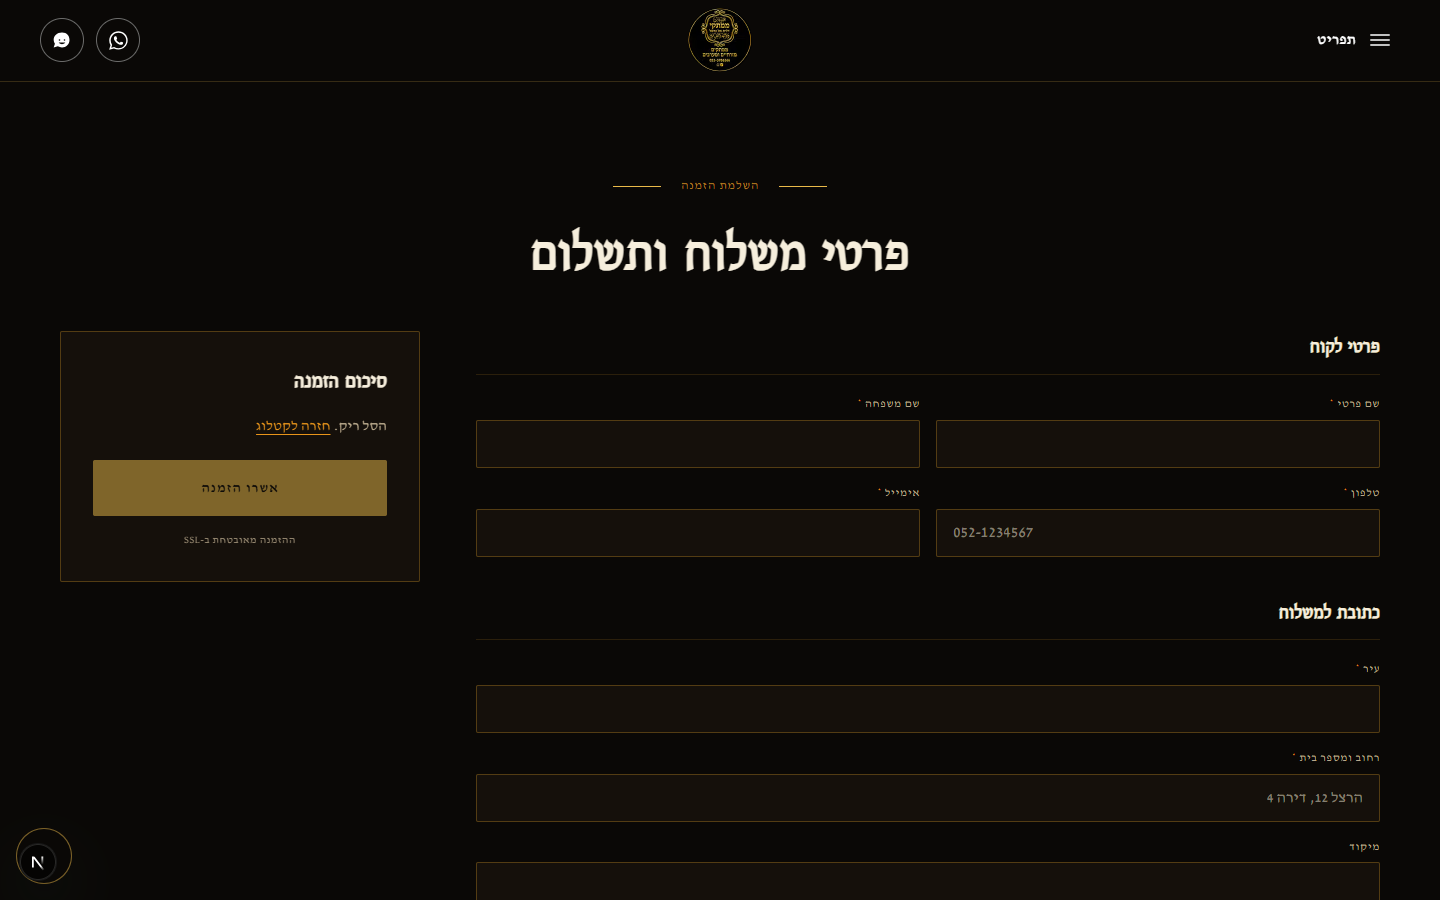 תפריט
ממתקי
השלמת הזמנה
פרטי משלוח ותשלום
פרטי לקוח
שם פרטי *
שם משפחה *
טלפון *
אימייל *
052-1234567
כתובת למשלוח
עיר *
רחוב ומספר בית *
הרצל 12, דירה 4
מיקוד
סיכום הזמנה
הסל ריק. חזרה לקטלוג
אשרו הזמנה
ההזמנה מאובטחת ב-SSL
N